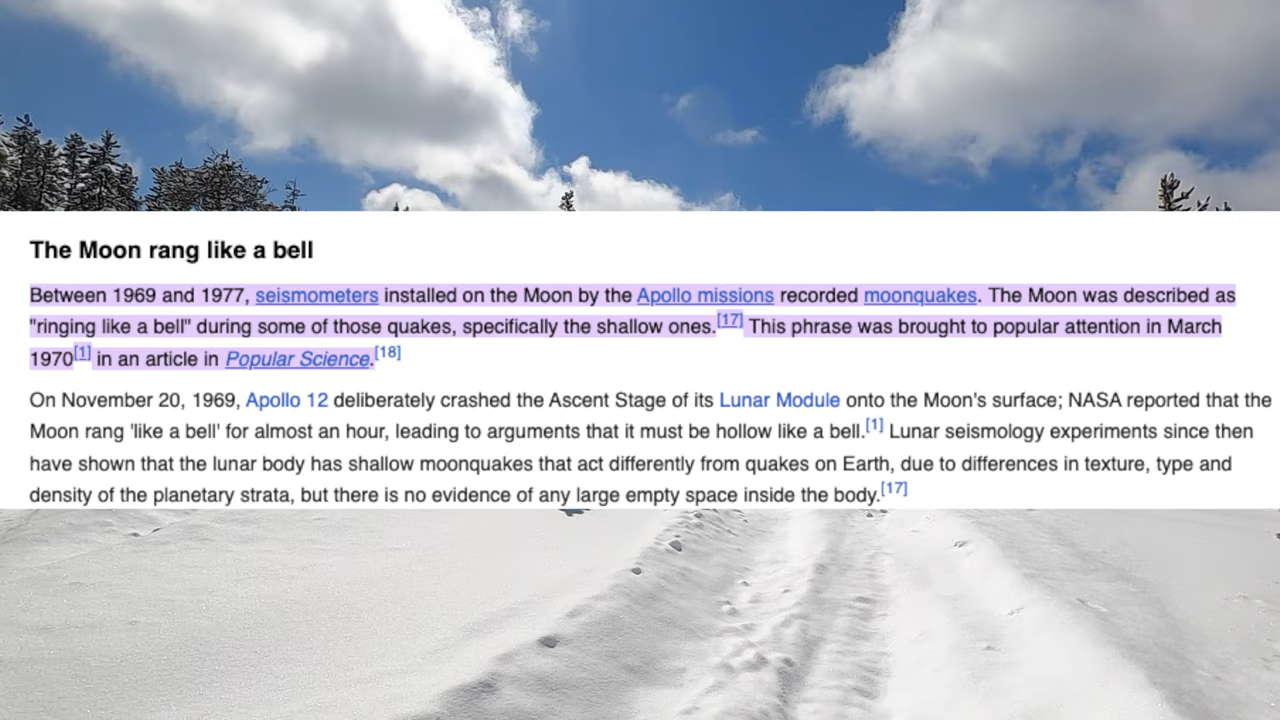 The Moon rang like a bell
Between 1969 and 1977, seismometers installed on the Moon by the Apollo missions recorded moonquakes. The Moon was described as
"ringing like a bell" during some of those quakes, specifically the shallow ones.[17] This phrase was brought to popular attention in March
1970[1] in an article in Popular Science.[18]
On November 20, 1969, Apollo 12 deliberately crashed the Ascent Stage of its Lunar Module onto the Moon's surface; NASA reported that the
Moon rang 'like a bell' for almost an hour, leading to arguments that it must be hollow like a bell.[1] Lunar seismology experiments since then
have shown that the lunar body has shallow moonquakes that act differently from quakes on Earth, due to differences in texture, type and
density of the planetary strata, but there is no evidence of any large empty space inside the body.[17]